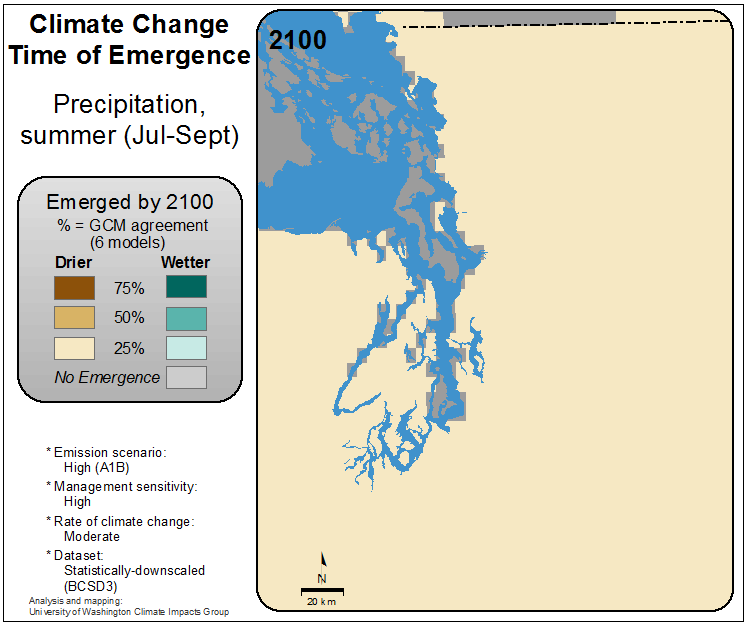 Climate Change
Time of Emergence
Precipitation,
summer (Jul-Sept)
Emerged by 2100
% = GCM agreement
(6 models)
Drier Wetter
75%
50%
25%
No Emergence
* Emission scenario:
High (A1B)
* Management sensitivity:
High
* Rate of climate change:
Moderate
* Dataset:
Statistically-downscaled
(BCSD3)
Analysis and mapping:
University of Washington Climate Impacts Group
2100
N
20 km